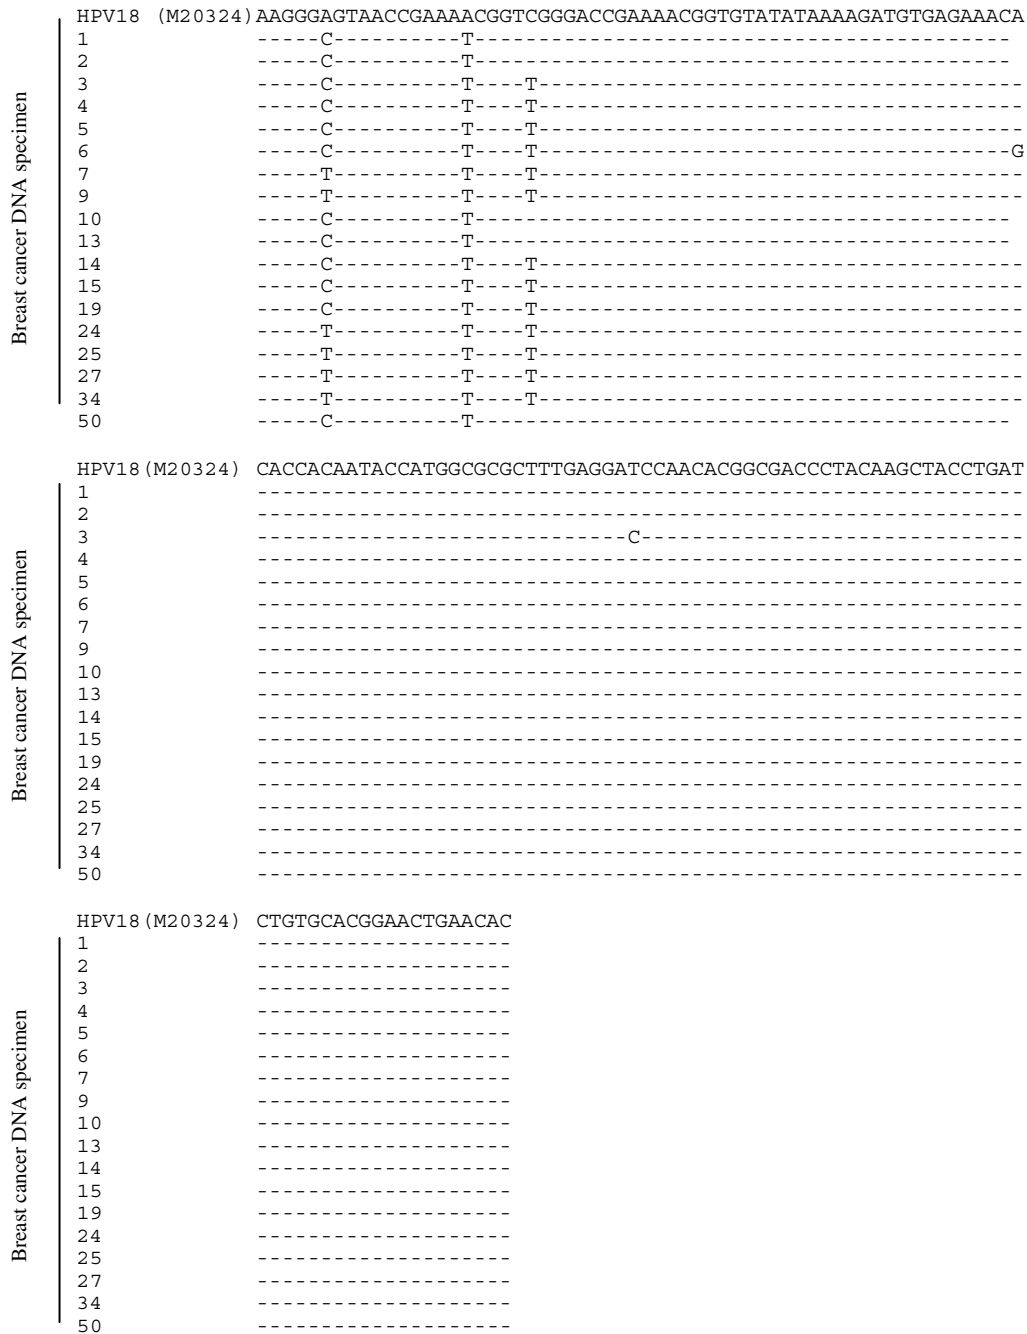 HPV18 (M20324)AAGGGAGTAACCGAAAACGGTCGGGACCGAAAACGGTGTATATAAAAGATGTGAGAAACA
1 -----C----------T------------------------------------------
2 -----C----------T------------------------------------------
3 -----C----------T----T--------------------------------------
4 -----C----------T----T--------------------------------------
5 -----C----------T----T--------------------------------------
6 -----C----------T----T-------------------------------------G
7 -----T----------T----T--------------------------------------
9 -----T----------T----T--------------------------------------
10 -----C----------T------------------------------------------
13 -----C----------T------------------------------------------
14 -----C----------T----T--------------------------------------
15 -----C----------T----T--------------------------------------
19 -----C----------T----T--------------------------------------
24 -----T----------T----T--------------------------------------
25 -----T----------T----T--------------------------------------
27 -----T----------T----T--------------------------------------
34 -----T----------T----T--------------------------------------
50 -----C----------T------------------------------------------
Breast cancer DNA specimen
HPV18(M20324) CACCACAATACCATGGCGCGCTTTGAGGATCCAACACGGCGACCCTACAAGCTACCTGAT
1 ------------------------------------------------------------
2 ------------------------------------------------------------
3 -----------------------------C------------------------------
4 ------------------------------------------------------------
5 ------------------------------------------------------------
6 ------------------------------------------------------------
7 ------------------------------------------------------------
9 ------------------------------------------------------------
10 ------------------------------------------------------------
13 ------------------------------------------------------------
14 ------------------------------------------------------------
15 ------------------------------------------------------------
19 ------------------------------------------------------------
24 ------------------------------------------------------------
25 ------------------------------------------------------------
27 ------------------------------------------------------------
34 ------------------------------------------------------------
50 ------------------------------------------------------------
Breast cancer DNA specimen
HPV18(M20324) CTGTGCACGGAACTGAACAC
1 --------------------
2 --------------------
3 --------------------
4 --------------------
5 --------------------
6 --------------------
7 --------------------
9 --------------------
10 --------------------
13 --------------------
14 --------------------
15 --------------------
19 --------------------
24 --------------------
25 --------------------
27 --------------------
34 --------------------
50 --------------------
Breast cancer DNA specimen